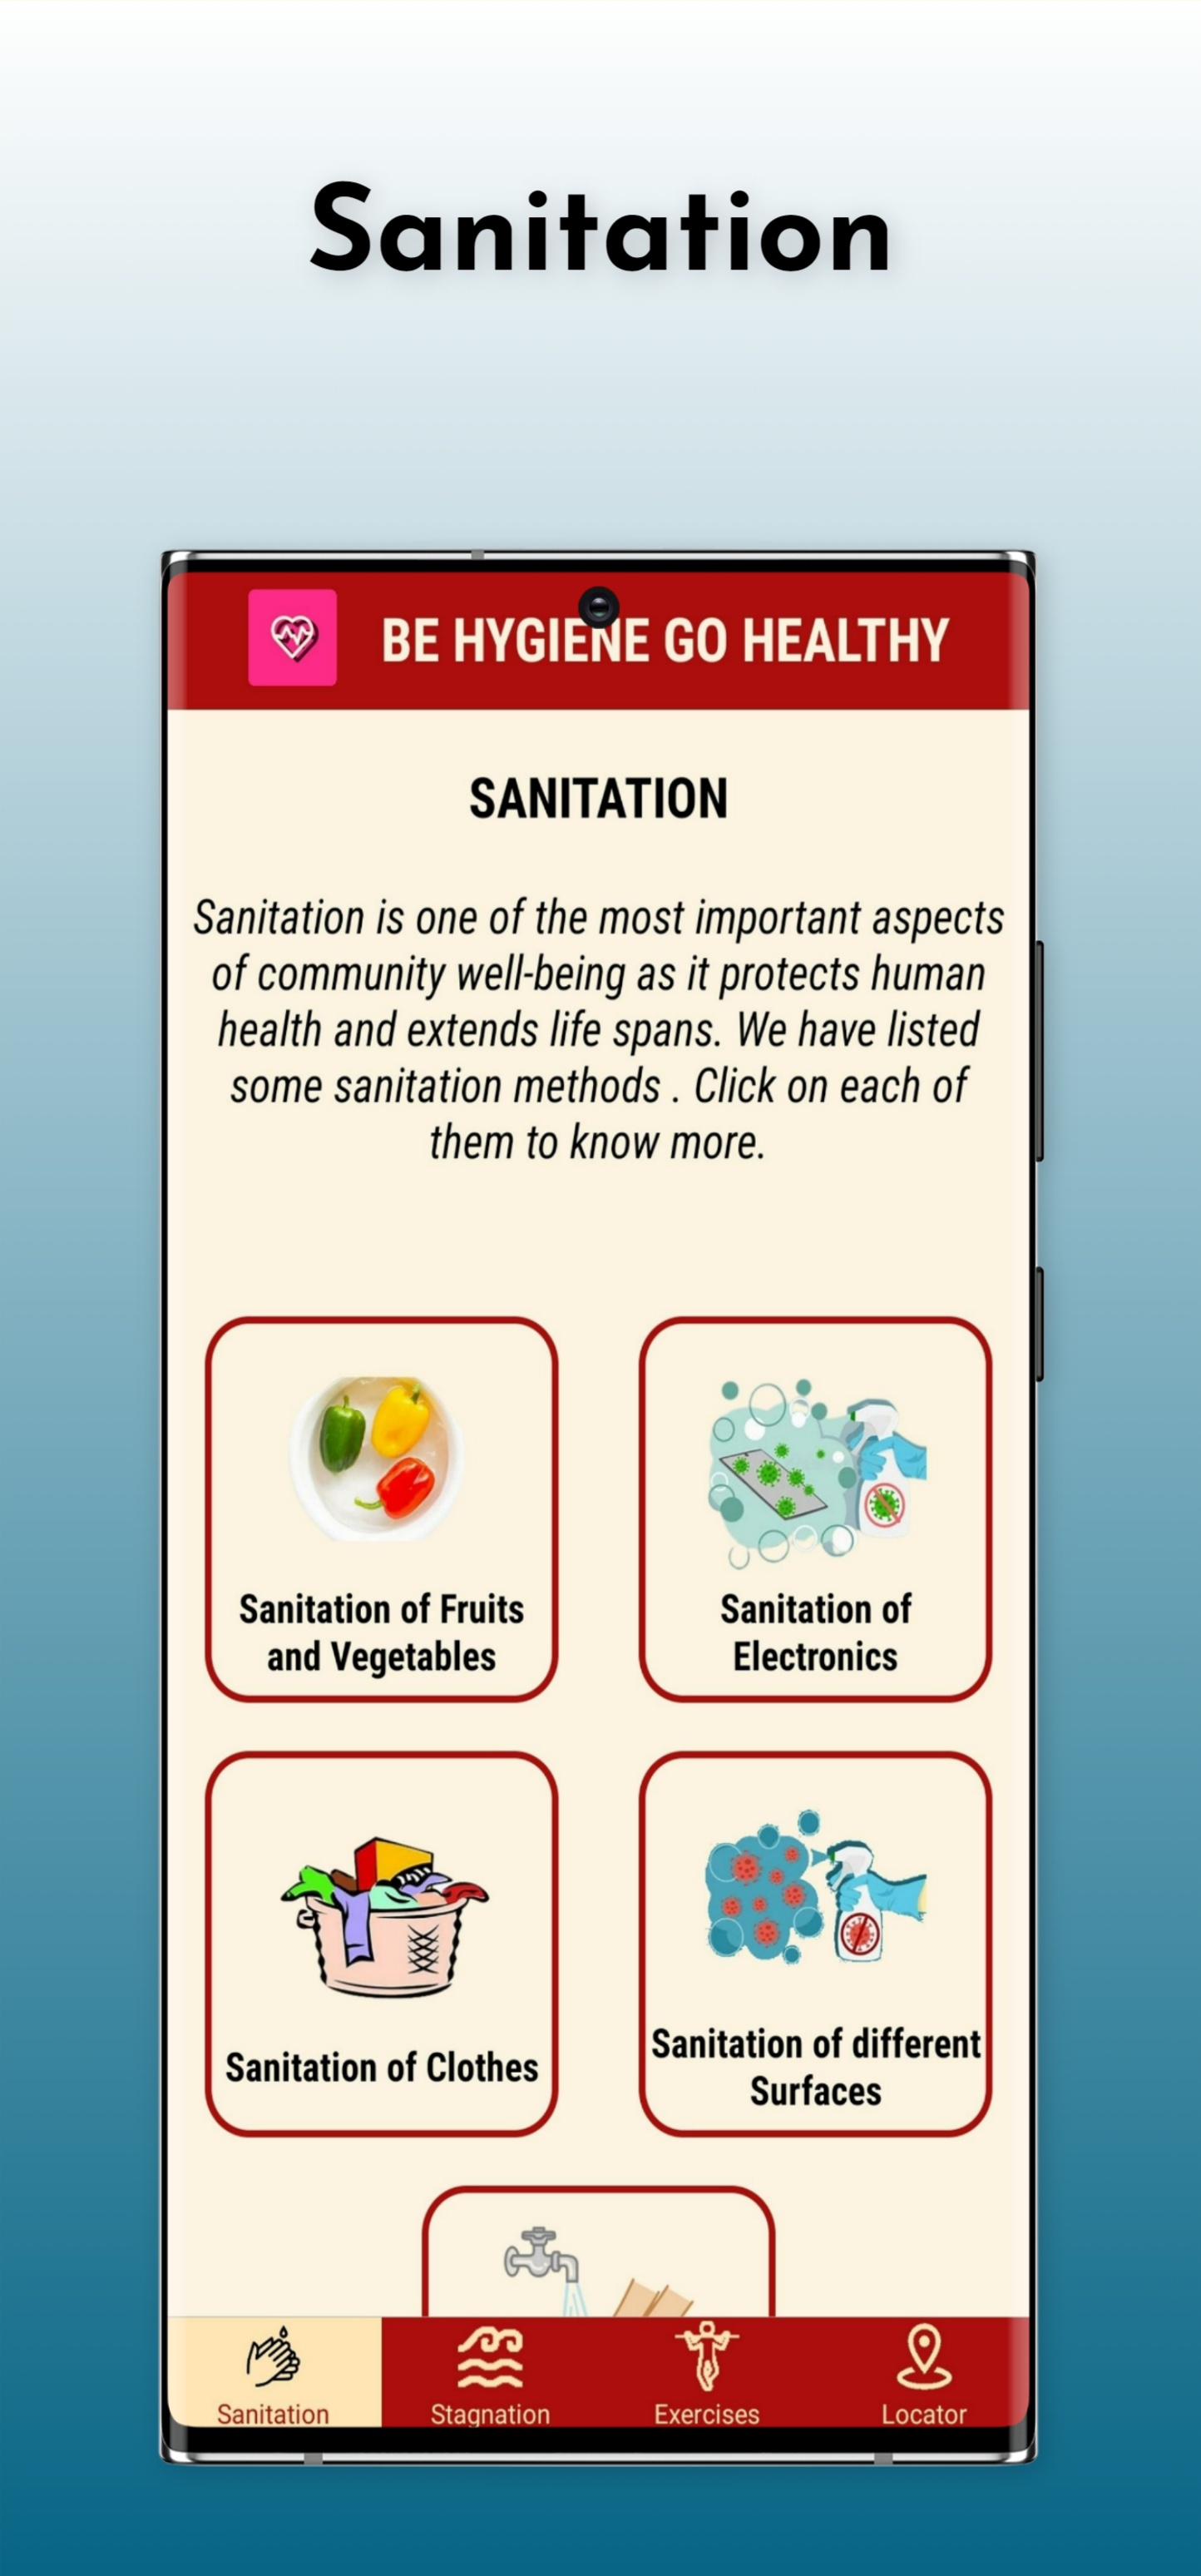 Sanitation
BE HYGIENE GO HEALTHY
SANITATION
Sanitation is one of the most important aspects
of community well-being as it protects human
health and extends life spans. We have listed
some sanitation methods . Click on each of
them to know more.
Sanitation of Fruits
and Vegetables
Sanitation of
Electronics
Sanitation of Clothes
Sanitation of different
Surfaces
Sanitation
Stagnation
Exercises
Locator